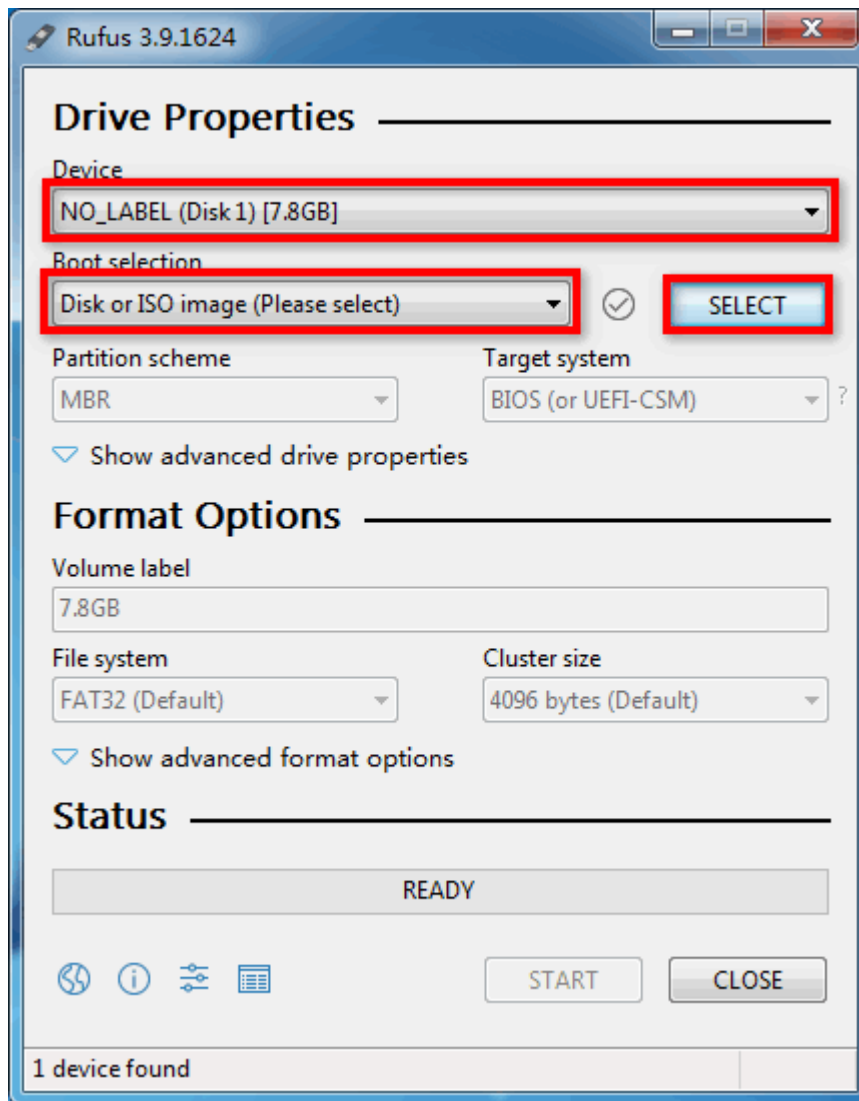 Rufus 3.9.1624
Drive Properties
Device
NO_LABEL (Disk 1) [7.8GB]
Boot selection
Disk or ISO image (Please select)
SELECT
Partition scheme
Target system
MBR
BIOS (or UEFI-CSM)
?
Show advanced drive properties
Format Options
Volume label
7.8GB
File system
Cluster size
FAT32 (Default)
4096 bytes (Default)
Show advanced format options
Status
READY
START
CLOSE
1 device found